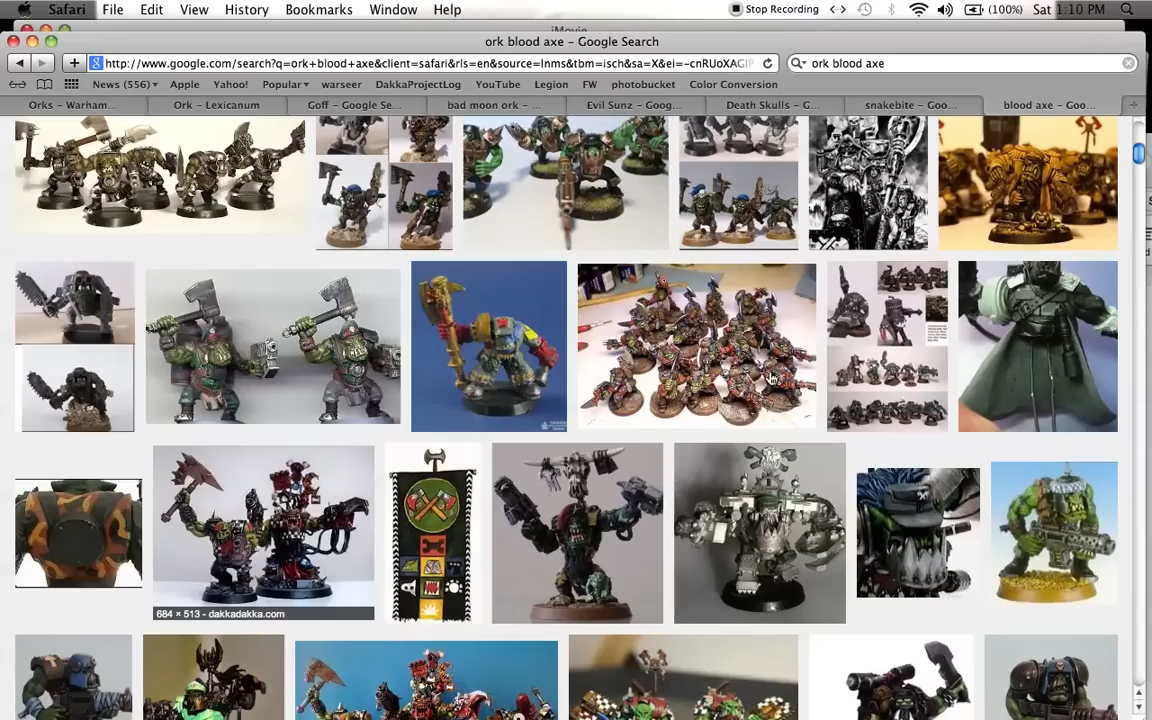 Safari File Edit View History Bookmarks Window Help Stop Recording (100%) Sat 1:10 PM
iMovie
ork blood axe – Google Search
http://www.google.com/search?q=ork+blood+axe&client=safari&rls=en&source=lnms&tbm=isch&sa=X&ei=-cnRUoXAGIP
ork blood axe
News (556) Apple Yahoo! Popular warseer DakkaProjectLog YouTube Legion FW photobucket Color Conversion
Orks – Warham... Ork – Lexicanum Goff – Google Se... bad moon ork – ... Evil Sunz – Goog... Death Skulls – G... snakebite – Goo... blood axe – Goo...
684 × 513 – dakkadakka.com